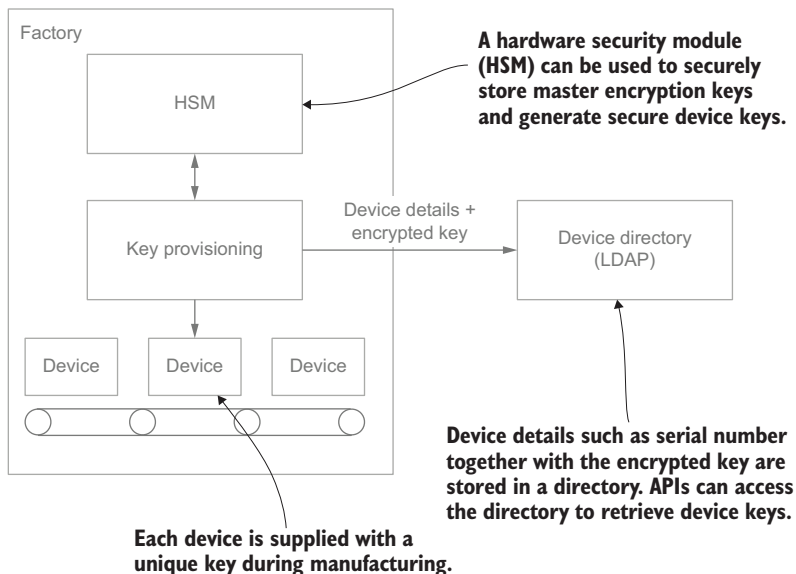 Factory
A hardware security module
(HSM) can be used to securely
store master encryption keys
and generate secure device keys.
HSM
Key provisioning
Device details +
encrypted key
Device directory
(LDAP)
Device
Device
Device
Device details such as serial number
together with the encrypted key are
stored in a directory. APIs can access
the directory to retrieve device keys.
Each device is supplied with a
unique key during manufacturing.